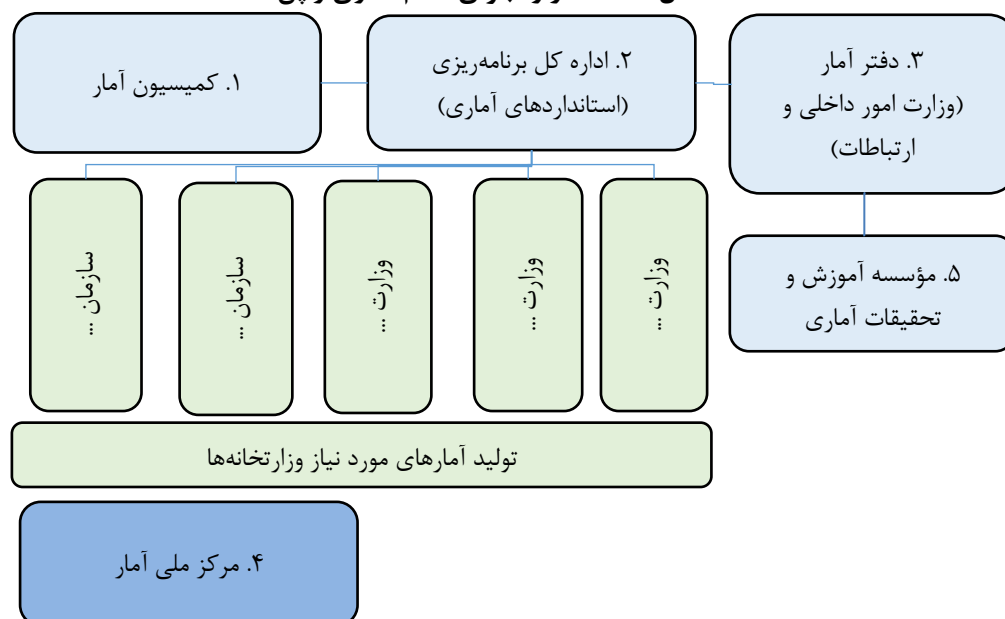 ۱. کمیسیون آمار
۲. اداره کل برنامه‌ریزی
(استانداردهای آماری)
۳. دفتر آمار
(وزارت امور داخلی و
ارتباطات)
سازمان ...
سازمان ...
وزارت ...
وزارت ...
وزارت ...
۵. مؤسسه آموزش و
تحقیقات آماری
تولید آمارهای مورد نیاز وزارتخانه‌ها
۴. مرکز ملی آمار